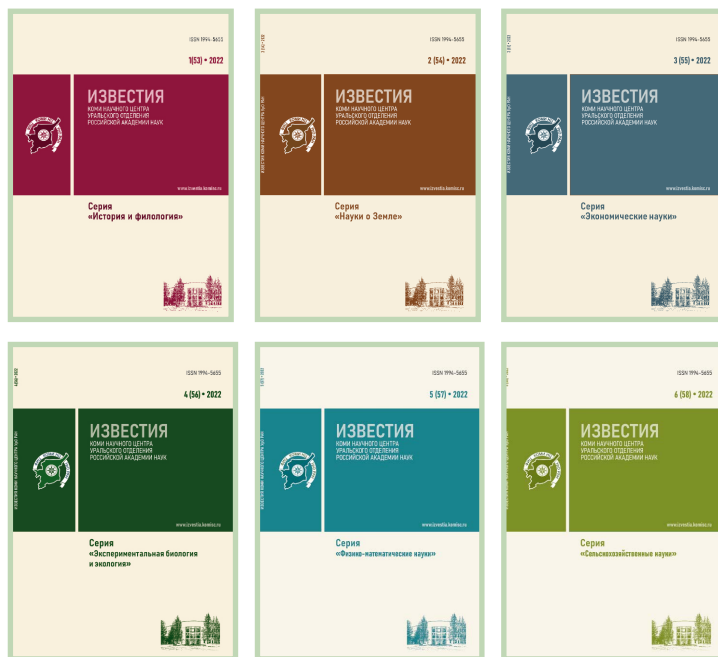 ISSN 1994-5655
1(53) • 2022
ИЗВЕСТИЯ
КОМИ НАУЧНОГО ЦЕНТРА
УРАЛЬСКОГО ОТДЕЛЕНИЯ
РОССИЙСКОЙ АКАДЕМИИ НАУК
www.izvestia.komisc.ru
Серия
«История и филология»
ISSN 1994-5655
2 (54) • 2022
ИЗВЕСТИЯ
КОМИ НАУЧНОГО ЦЕНТРА
УРАЛЬСКОГО ОТДЕЛЕНИЯ
РОССИЙСКОЙ АКАДЕМИИ НАУК
www.izvestia.komisc.ru
Серия
«Науки о Земле»
ISSN 1994-5655
3 (55) • 2022
ИЗВЕСТИЯ
КОМИ НАУЧНОГО ЦЕНТРА
УРАЛЬСКОГО ОТДЕЛЕНИЯ
РОССИЙСКОЙ АКАДЕМИИ НАУК
www.izvestia.komisc.ru
Серия
«Экономические науки»
ISSN 1994-5655
4 (56) • 2022
ИЗВЕСТИЯ
КОМИ НАУЧНОГО ЦЕНТРА
УРАЛЬСКОГО ОТДЕЛЕНИЯ
РОССИЙСКОЙ АКАДЕМИИ НАУК
www.izvestia.komisc.ru
Серия
«Экспериментальная биология
и экология»
ISSN 1994-5655
5 (57) • 2022
ИЗВЕСТИЯ
КОМИ НАУЧНОГО ЦЕНТРА
УРАЛЬСКОГО ОТДЕЛЕНИЯ
РОССИЙСКОЙ АКАДЕМИИ НАУК
www.izvestia.komisc.ru
Серия
«Физико-математические науки»
ISSN 1994-5655
6 (58) • 2022
ИЗВЕСТИЯ
КОМИ НАУЧНОГО ЦЕНТРА
УРАЛЬСКОГО ОТДЕЛЕНИЯ
РОССИЙСКОЙ АКАДЕМИИ НАУК
www.izvestia.komisc.ru
Серия
«Сельскохозяйственные науки»